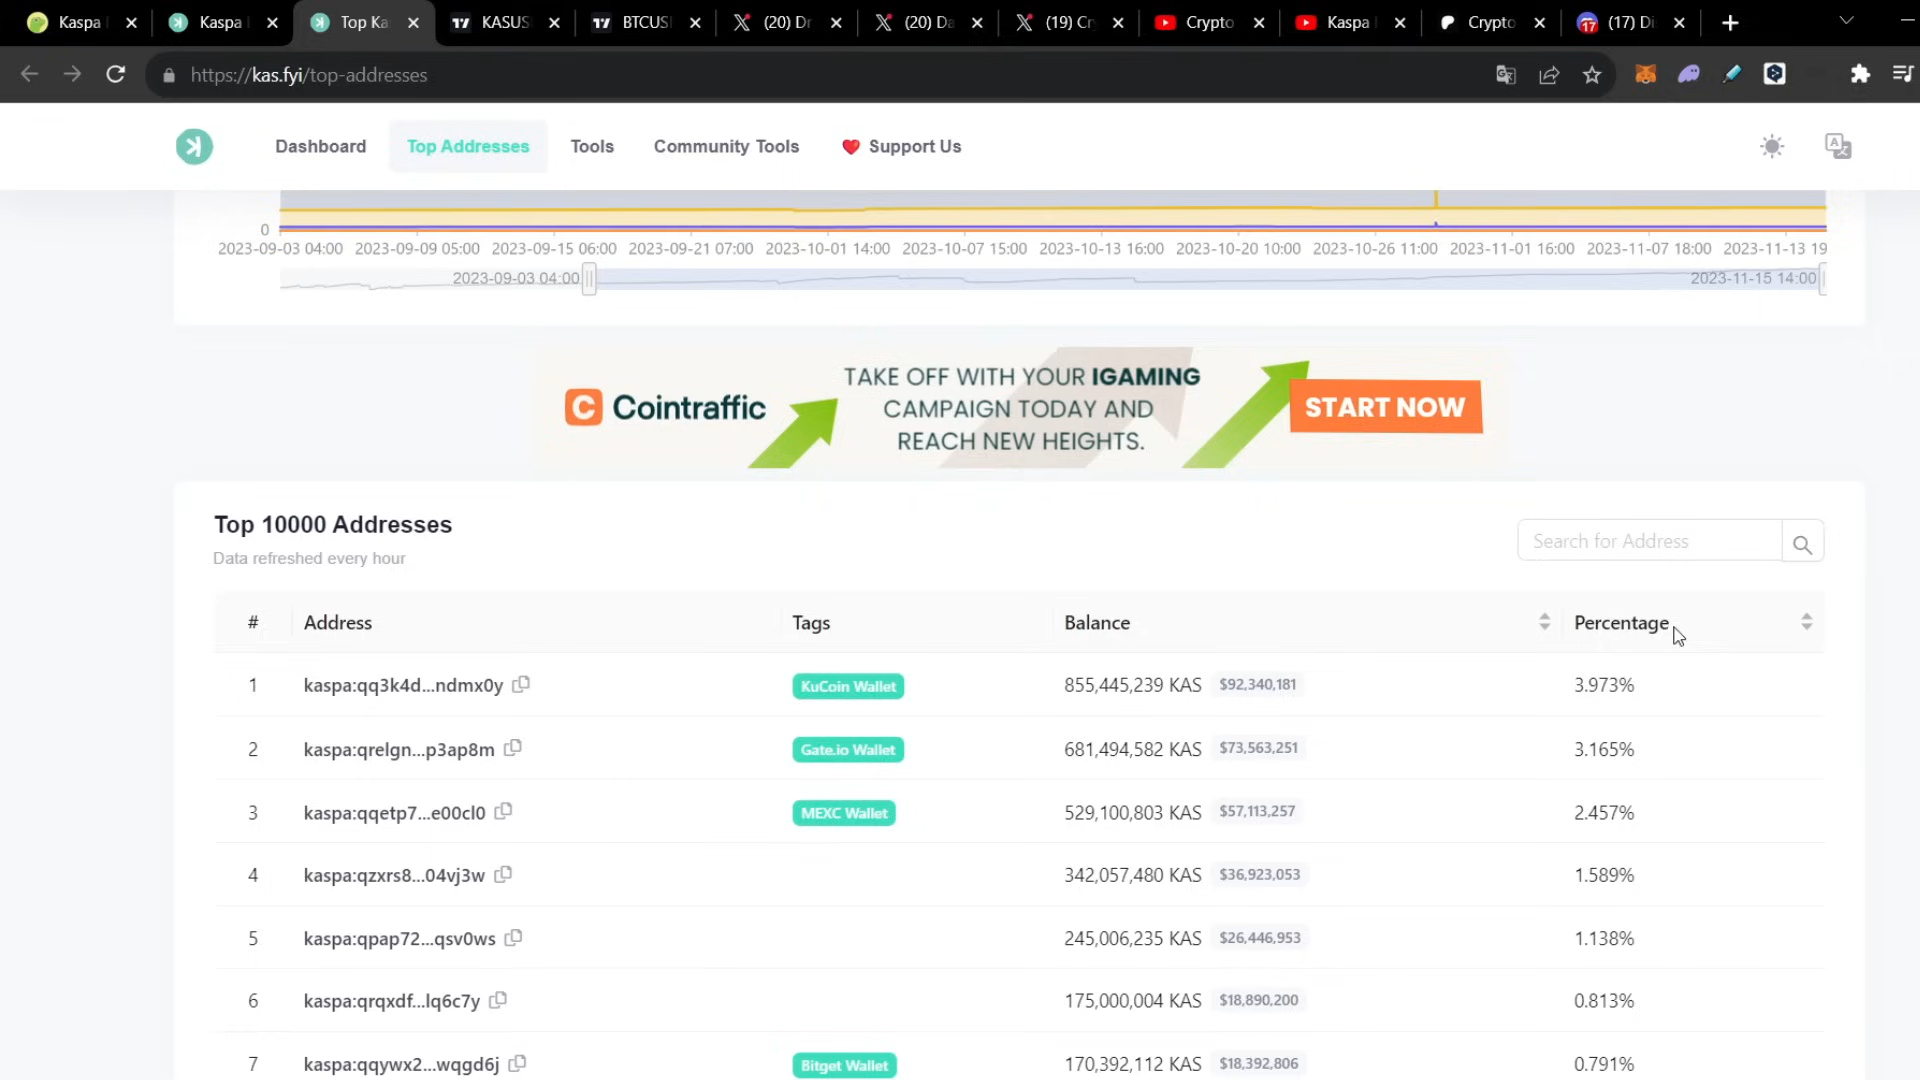 Kaspa
Kaspa
Top Ka
KASUS
BTCUS
(20) Dr
(20) Da
(19) Cr
Crypto
Kaspa
Crypto
17
(17) Di
https://kas.fyi/top-addresses
Dashboard
Top Addresses
Tools
Community Tools
Support Us
0
2023-09-03 04:00 2023-09-09 05:00 2023-09-15 06:00 2023-09-21 07:00 2023-10-01 14:00 2023-10-07 15:00 2023-10-13 16:00 2023-10-20 10:00 2023-10-26 11:00 2023-11-01 16:00 2023-11-07 18:00 2023-11-13 19
2023-09-03 04:00
2023-11-15 14:00
Cointraffic
TAKE OFF WITH YOUR IGAMING
CAMPAIGN TODAY AND
REACH NEW HEIGHTS.
START NOW
Top 10000 Addresses
Data refreshed every hour
Search for Address
# Address Tags Balance Percentage
1 kaspa:qq3k4d...ndmx0y KuCoin Wallet 855,445,239 KAS $92,340,181 3.973%
2 kaspa:qrelgn...p3ap8m Gate.io Wallet 681,494,582 KAS $73,563,251 3.165%
3 kaspa:qqetp7...e00cl0 MEXC Wallet 529,100,803 KAS $57,113,257 2.457%
4 kaspa:qzxrs8...04vj3w 342,057,480 KAS $36,923,053 1.589%
5 kaspa:qpap72...qsv0ws 245,006,235 KAS $26,446,953 1.138%
6 kaspa:qrqxdf...lq6c7y 175,000,004 KAS $18,890,200 0.813%
7 kaspa:qqywx2...wqgd6j Bitget Wallet 170,392,112 KAS $18,392,806 0.791%